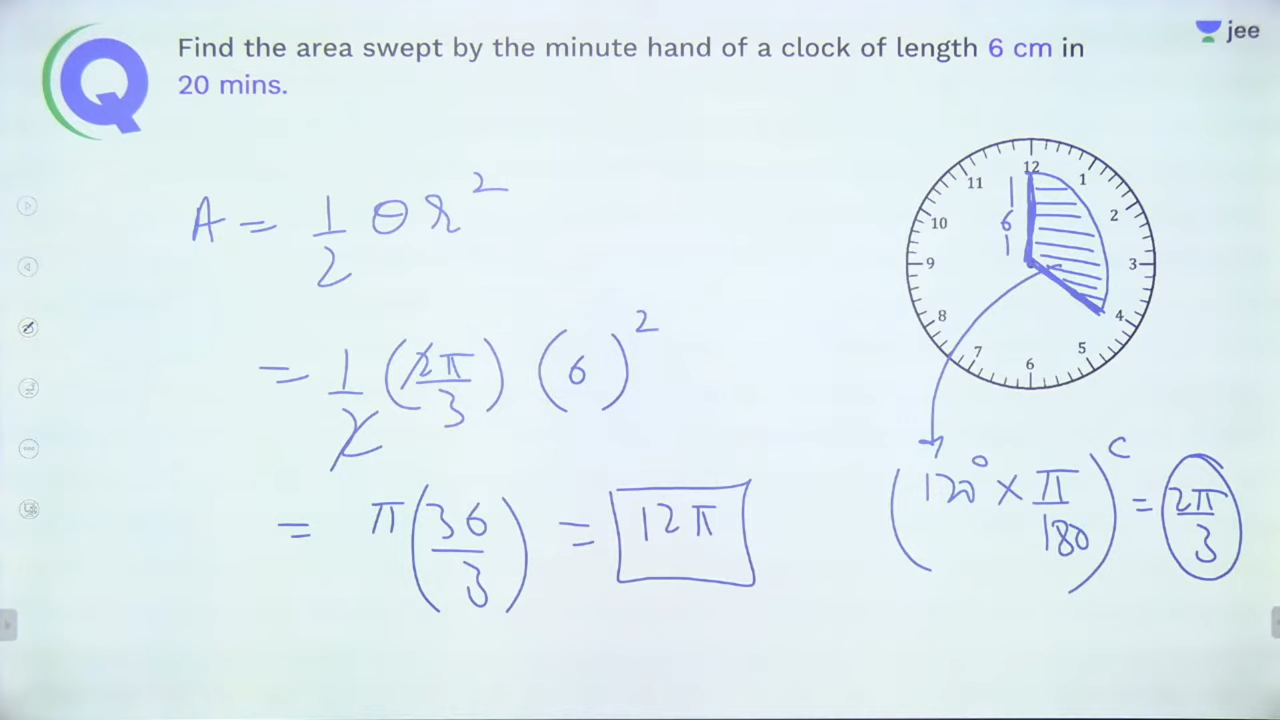 Find the area swept by the minute hand of a clock of length 6 cm in
20 mins.
jee
A = 1/2 θ r²
= 1/2 (2π/3) (6)²
= π(36/3) = 12π
12
1
2
3
4
5
6
7
8
9
10
11
6
(120° × π/180)ᶜ = 2π/3